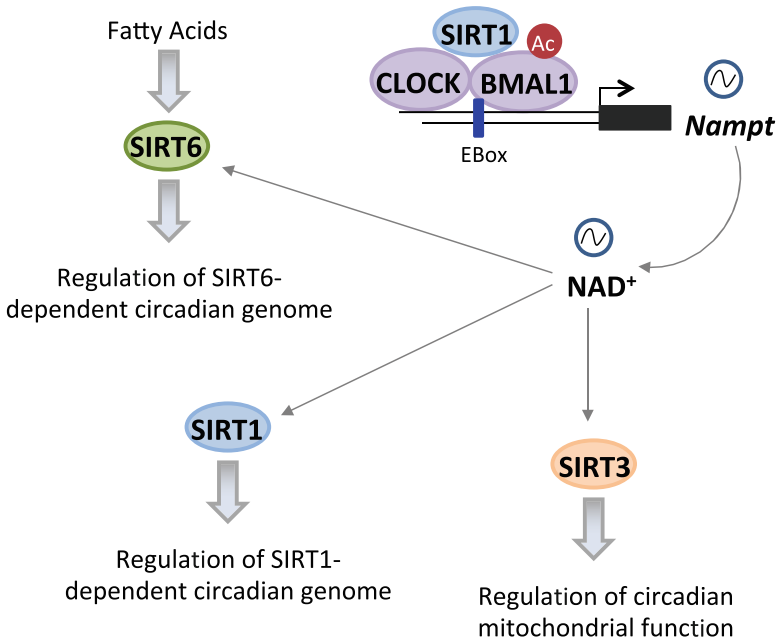 Fatty Acids
SIRT1
Ac
CLOCK
BMAL1
Nampt
EBox
SIRT6
NAD⁺
Regulation of SIRT6-
dependent circadian genome
SIRT1
SIRT3
Regulation of SIRT1-
dependent circadian genome
Regulation of circadian
mitochondrial function